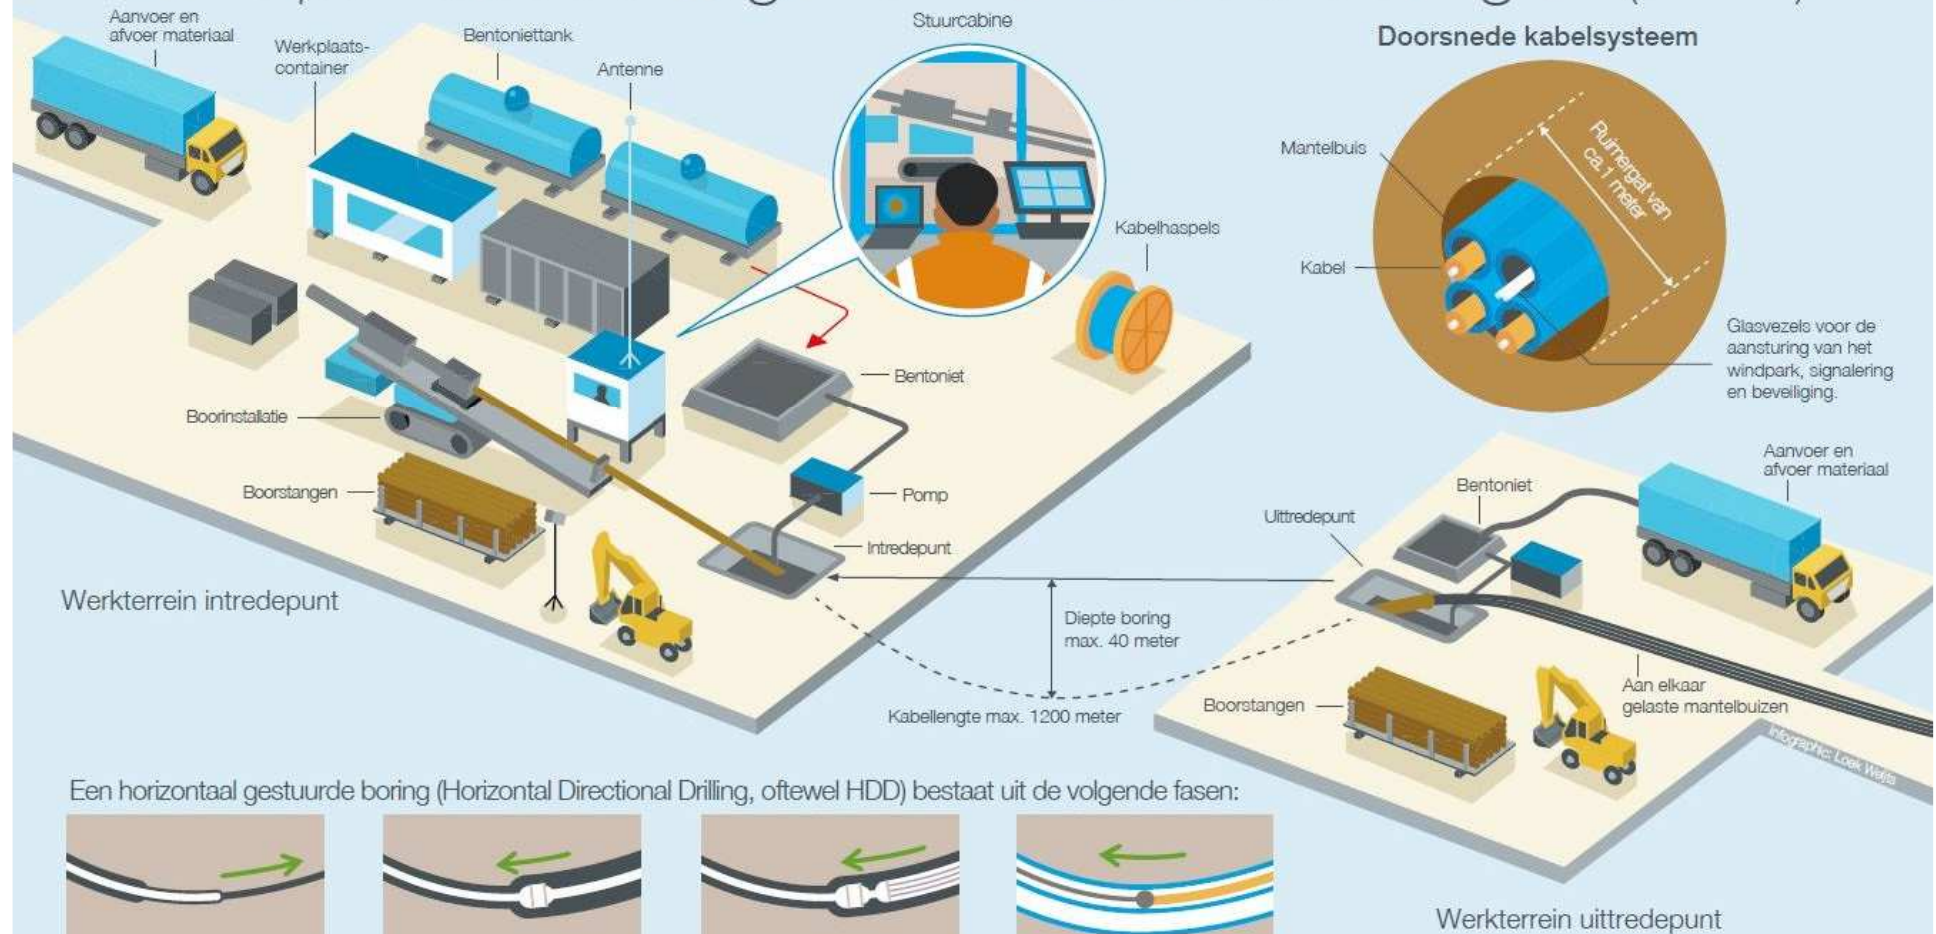 Aanvoer en
afvoer materiaal
Werkplaats-
container
Bentoniettank
Antenne
Stuurcabine
Doorsnede kabelsysteem
Mantelbuis
Ruimergat van
ca. 1 meter
Kabel
Kabelhaspels
Glasvezels voor de
aansturing van het
windpark, signalering
en beveiliging.
Bentoniet
Boorinstallatie
Boorstangen
Pomp
Intredepunt
Werkterrein intredepunt
Diepte boring
max. 40 meter
Kabellengte max. 1200 meter
Aanvoer en
afvoer materiaal
Bentoniet
Uittredepunt
Aan elkaar
gelaste mantelbuizen
Boorstangen
Infographic: Loek Weijts
Een horizontaal gestuurde boring (Horizontal Directional Drilling, oftewel HDD) bestaat uit de volgende fasen:
Werkterrein uittredepunt